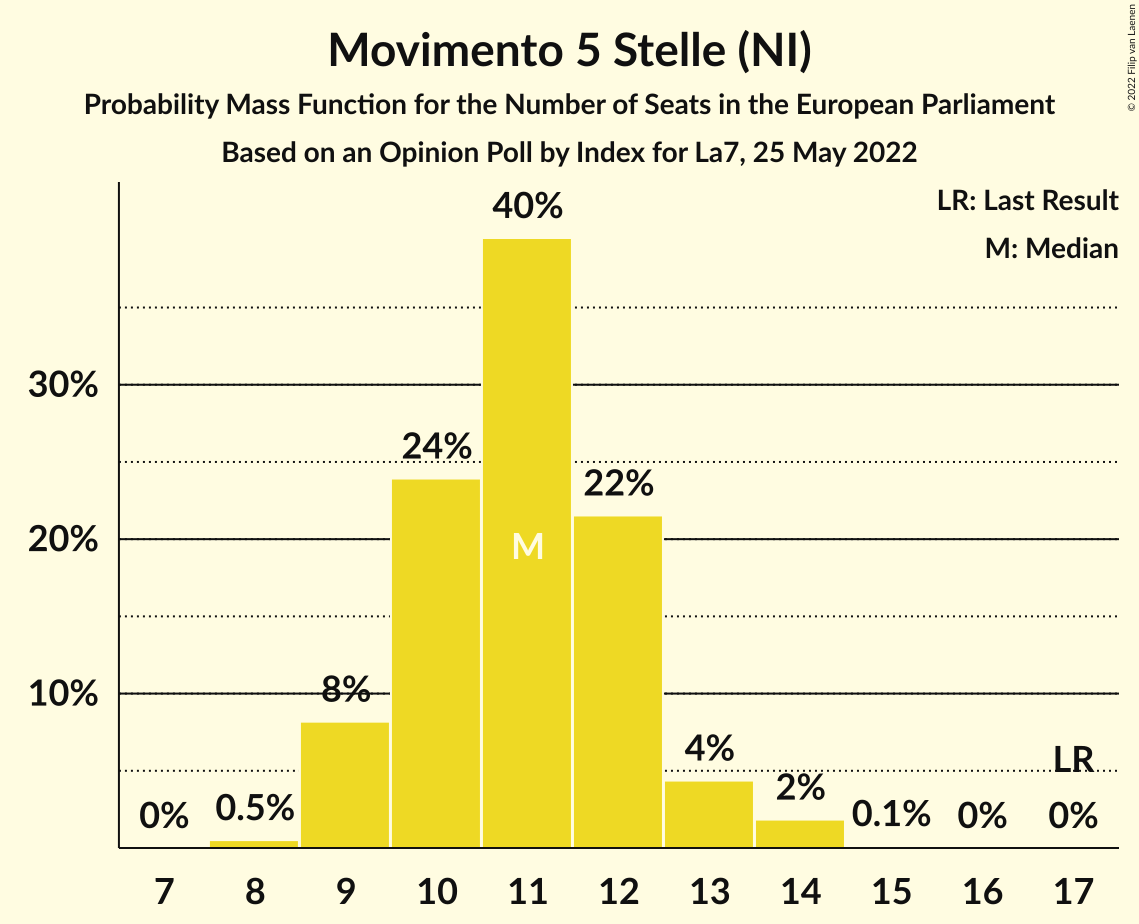 Movimento 5 Stelle (NI)
Probability Mass Function for the Number of Seats in the European Parliament
Based on an Opinion Poll by Index for La7, 25 May 2022
© 2022 Filip van Laenen
LR: Last Result
M: Median
30%
20%
10%
0%
0.5%
8%
24%
40%
22%
4%
2%
0.1%
0%
0%
M
LR
7 8 9 10 11 12 13 14 15 16 17